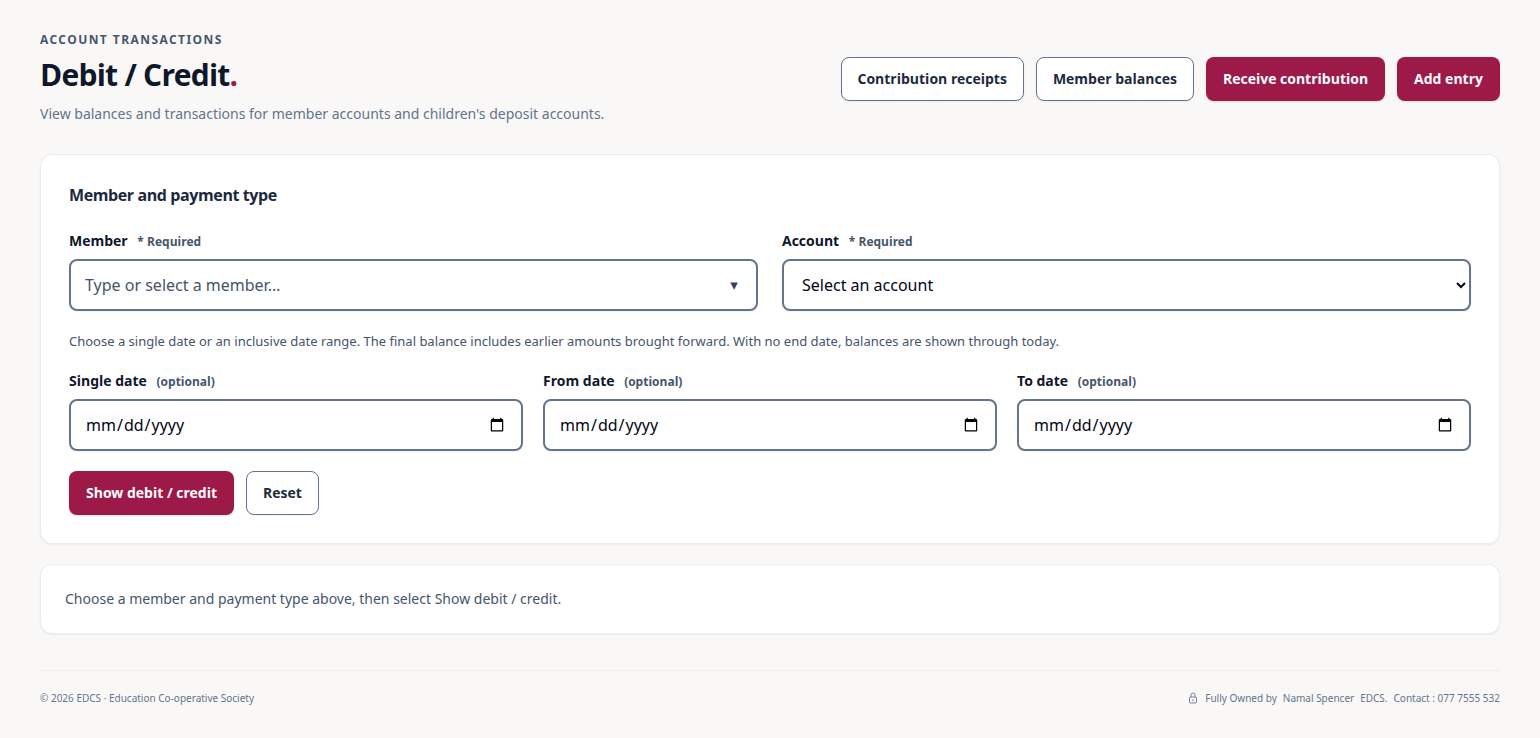 ACCOUNT TRANSACTIONS
Debit / Credit.
View balances and transactions for member accounts and children's deposit accounts.
Contribution receipts
Member balances
Receive contribution
Add entry
Member and payment type
Member * Required
Type or select a member...
Account * Required
Select an account
Choose a single date or an inclusive date range. The final balance includes earlier amounts brought forward. With no end date, balances are shown through today.
Single date (optional)
mm/dd/yyyy
From date (optional)
mm/dd/yyyy
To date (optional)
mm/dd/yyyy
Show debit / credit
Reset
Choose a member and payment type above, then select Show debit / credit.
© 2026 EDCS · Education Co-operative Society
Fully Owned by Namal Spencer EDCS. Contact : 077 7555 532